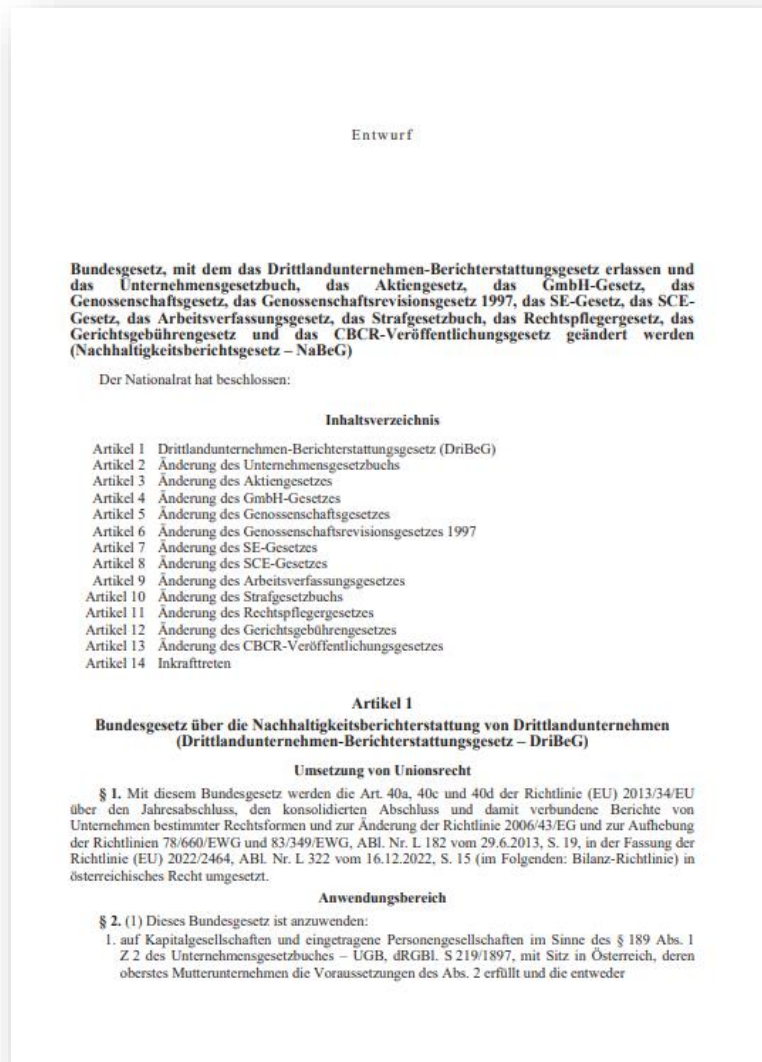 Entwurf
Bundesgesetz, mit dem das Drittlandunternehmen-Berichterstattungsgesetz erlassen und
das Unternehmensgesetzbuch, das Aktiengesetz, das GmbH-Gesetz, das
Genossenschaftsgesetz, das Genossenschaftsrevisionsgesetz 1997, das SE-Gesetz, das SCE-
Gesetz, das Arbeitsverfassungsgesetz, das Strafgesetzbuch, das Rechtspflegergesetz, das
Gerichtsgebührengesetz und das CBCR-Veröffentlichungsgesetz geändert werden
(Nachhaltigkeitsberichtsgesetz – NaBeG)
Der Nationalrat hat beschlossen:
Inhaltsverzeichnis
Artikel 1 Drittlandunternehmen-Berichterstattungsgesetz (DriBeG)
Artikel 2 Änderung des Unternehmensgesetzbuchs
Artikel 3 Änderung des Aktiengesetzes
Artikel 4 Änderung des GmbH-Gesetzes
Artikel 5 Änderung des Genossenschaftsgesetzes
Artikel 6 Änderung des Genossenschaftsrevisionsgesetzes 1997
Artikel 7 Änderung des SE-Gesetzes
Artikel 8 Änderung des SCE-Gesetzes
Artikel 9 Änderung des Arbeitsverfassungsgesetzes
Artikel 10 Änderung des Strafgesetzbuchs
Artikel 11 Änderung des Rechtspflegergesetzes
Artikel 12 Änderung des Gerichtsgebührengesetzes
Artikel 13 Änderung des CBCR-Veröffentlichungsgesetzes
Artikel 14 Inkrafttreten
Artikel 1
Bundesgesetz über die Nachhaltigkeitsberichterstattung von Drittlandunternehmen
(Drittlandunternehmen-Berichterstattungsgesetz – DriBeG)
Umsetzung von Unionsrecht
§ 1. Mit diesem Bundesgesetz werden die Art. 40a, 40c und 40d der Richtlinie (EU) 2013/34/EU
über den Jahresabschluss, den konsolidierten Abschluss und damit verbundene Berichte von
Unternehmen bestimmter Rechtsformen und zur Änderung der Richtlinie 2006/43/EG und zur Aufhebung
der Richtlinien 78/660/EWG und 83/349/EWG, ABl. Nr. L 182 vom 29.6.2013, S. 19, in der Fassung der
Richtlinie (EU) 2022/2464, ABl. Nr. L 322 vom 16.12.2022, S. 15 (im Folgenden: Bilanz-Richtlinie) in
österreichisches Recht umgesetzt.
Anwendungsbereich
§ 2. (1) Dieses Bundesgesetz ist anzuwenden:
1. auf Kapitalgesellschaften und eingetragene Personengesellschaften im Sinne des § 189 Abs. 1
Z 2 des Unternehmensgesetzbuches – UGB, dRGBl. S 219/1897, mit Sitz in Österreich, deren
oberstes Mutterunternehmen die Voraussetzungen des Abs. 2 erfüllt und die entweder